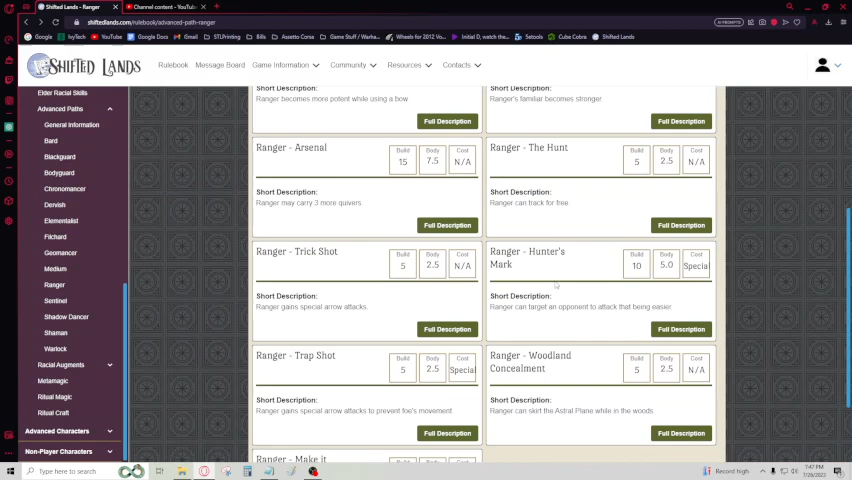 Shifted Lands - Ranger
Channel content - YouTube
shiftedlands.com/rulebook/advanced-path-ranger
Google
IvyTech
YouTube
Google Docs
Gmail
STLPrinting
Bills
Assetto Corsa
Game Stuff / Warha...
Wheels for 2012 Vo...
Initial D, watch the...
5etools
Cube Cobra
Shifted Lands
SHIFTED LANDS
Rulebook
Message Board
Game Information
Community
Resources
Contacts
Elder Racial Skills
Advanced Paths
General Information
Bard
Blackguard
Bodyguard
Chronomancer
Dervish
Elementalist
Filchard
Geomancer
Medium
Ranger
Sentinel
Shadow Dancer
Shaman
Warlock
Racial Augments
Metamagic
Ritual Magic
Ritual Craft
Advanced Characters
Non-Player Characters
Short Description:
Ranger becomes more potent while using a bow
Full Description
Short Description:
Ranger's familiar becomes stronger
Full Description
Ranger - Arsenal
Build
15
Body
7.5
Cost
N/A
Short Description:
Ranger may carry 3 more quivers
Full Description
Ranger - The Hunt
Build
5
Body
2.5
Cost
N/A
Short Description:
Ranger can track for free
Full Description
Ranger - Trick Shot
Build
5
Body
2.5
Cost
N/A
Short Description:
Ranger gains special arrow attacks.
Full Description
Ranger - Hunter's
Mark
Build
10
Body
5.0
Cost
Special
Short Description:
Ranger can target an opponent to attack that being easier
Full Description
Ranger - Trap Shot
Build
5
Body
2.5
Cost
Special
Short Description:
Ranger gains special arrow attacks to prevent foe's movement
Full Description
Ranger - Woodland
Concealment
Build
5
Body
2.5
Cost
N/A
Short Description:
Ranger can skirt the Astral Plane while in the woods
Full Description
Ranger - Make it
Build
Body
Cost
Type here to search
Record high
7:47 PM
7/26/2022